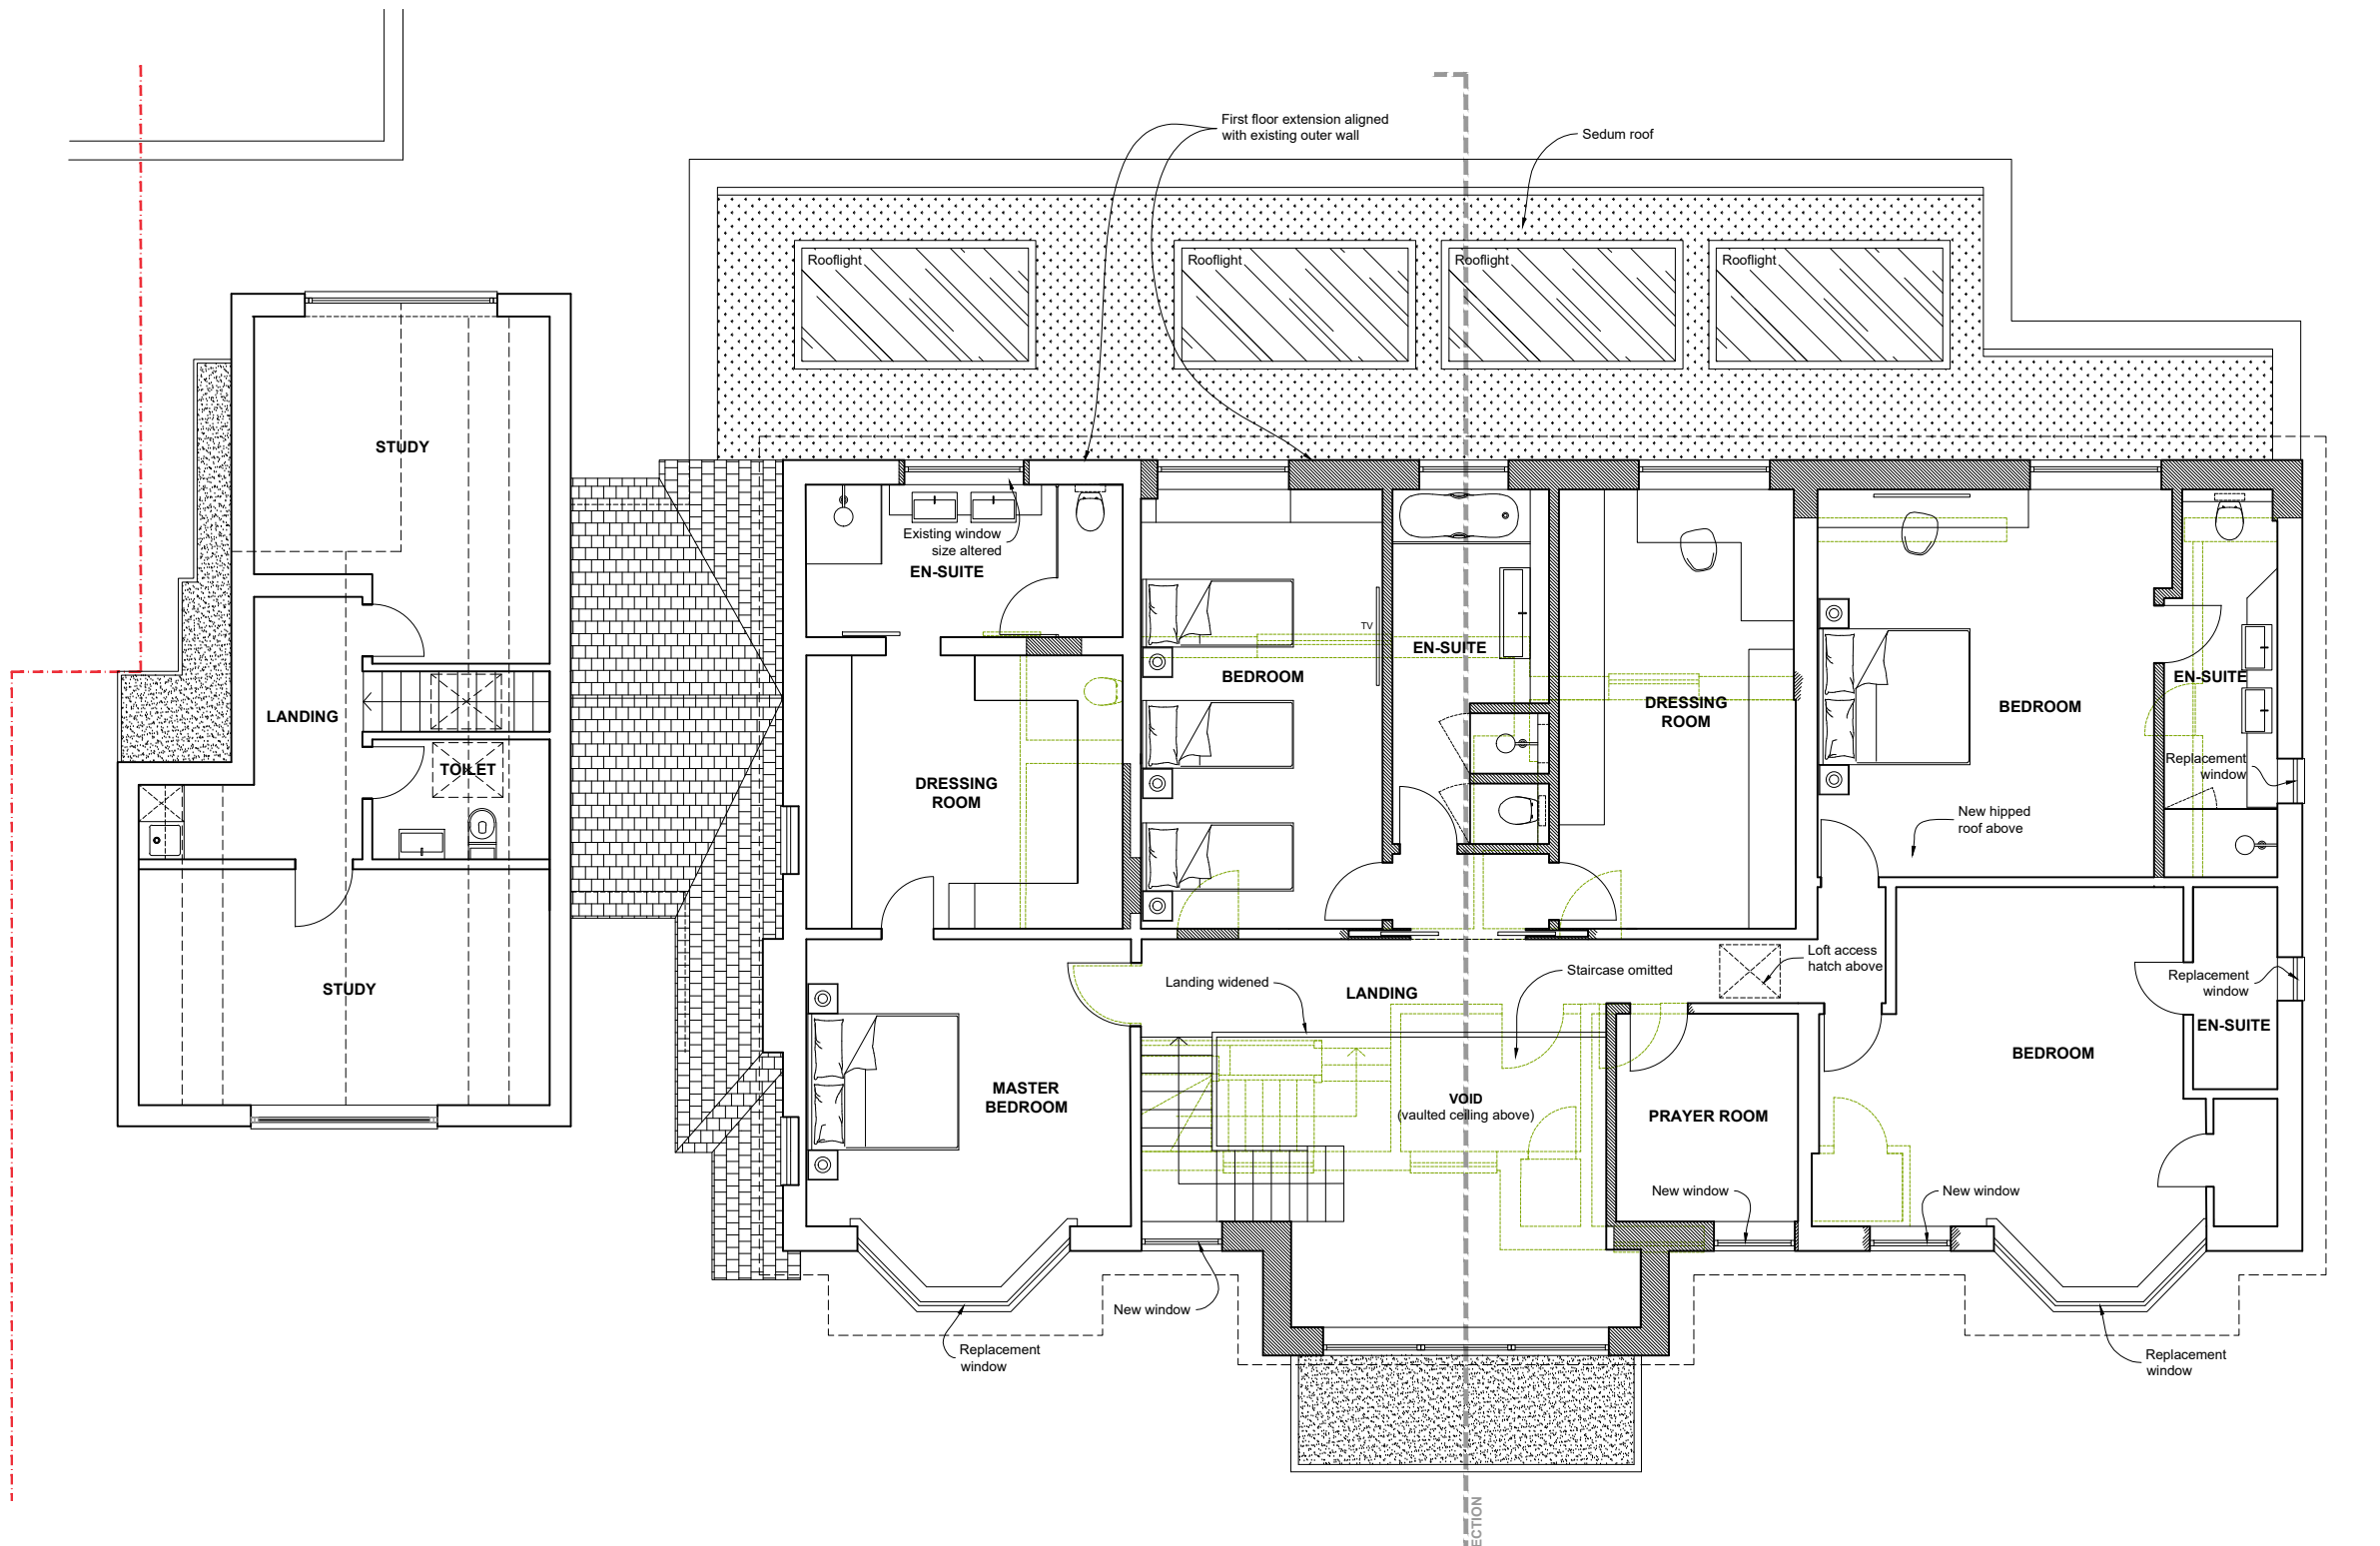 First floor extension aligned
with existing outer wall
Sedum roof
Rooflight
Rooflight
Rooflight
Rooflight
STUDY
Existing window
size altered
EN-SUITE
TV
EN-SUITE
BEDROOM
EN-SUITE
DRESSING
ROOM
BEDROOM
LANDING
TOILET
DRESSING
ROOM
Replacement
window
New hipped
roof above
STUDY
Landing widened
LANDING
Staircase omitted
Loft access
hatch above
Replacement
window
EN-SUITE
BEDROOM
MASTER
BEDROOM
VOID
(vaulted ceiling above)
PRAYER ROOM
New window
New window
New window
Replacement
window
Replacement
window
ECTION